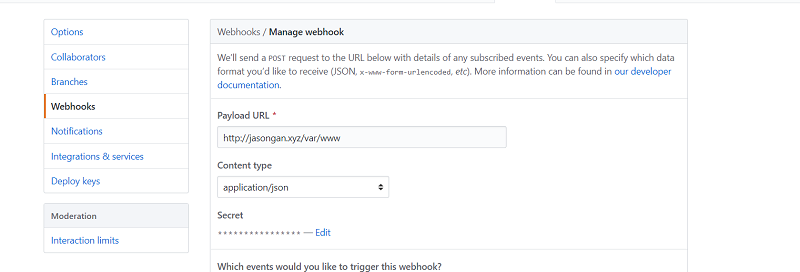 Options
Collaborators
Branches
Webhooks
Notifications
Integrations & services
Deploy keys
Moderation
Interaction limits
Webhooks / Manage webhook
We'll send a POST request to the URL below with details of any subscribed events. You can also specify which data
format you'd like to receive (JSON, x-www-form-urlencoded, etc). More information can be found in our developer
documentation.
Payload URL *
http://jasongan.xyz/var/www
Content type
application/json
Secret
**************** — Edit
Which events would you like to trigger this webhook?